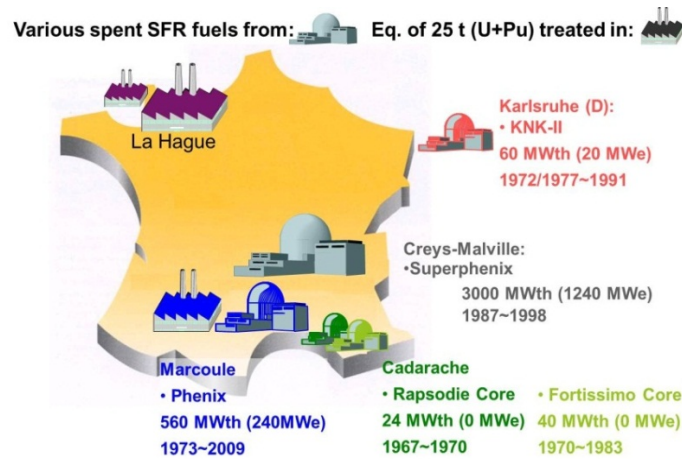 Various spent SFR fuels from: Eq. of 25 t (U+Pu) treated in:
La Hague
Karlsruhe (D):
• KNK-II
60 MWth (20 MWe)
1972/1977~1991
Creys-Malville:
•Superphenix
3000 MWth (1240 MWe)
1987~1998
Marcoule
• Phenix
560 MWth (240MWe)
1973~2009
Cadarache
• Rapsodie Core
24 MWth (0 MWe)
1967~1970
• Fortissimo Core
40 MWth (0 MWe)
1970~1983